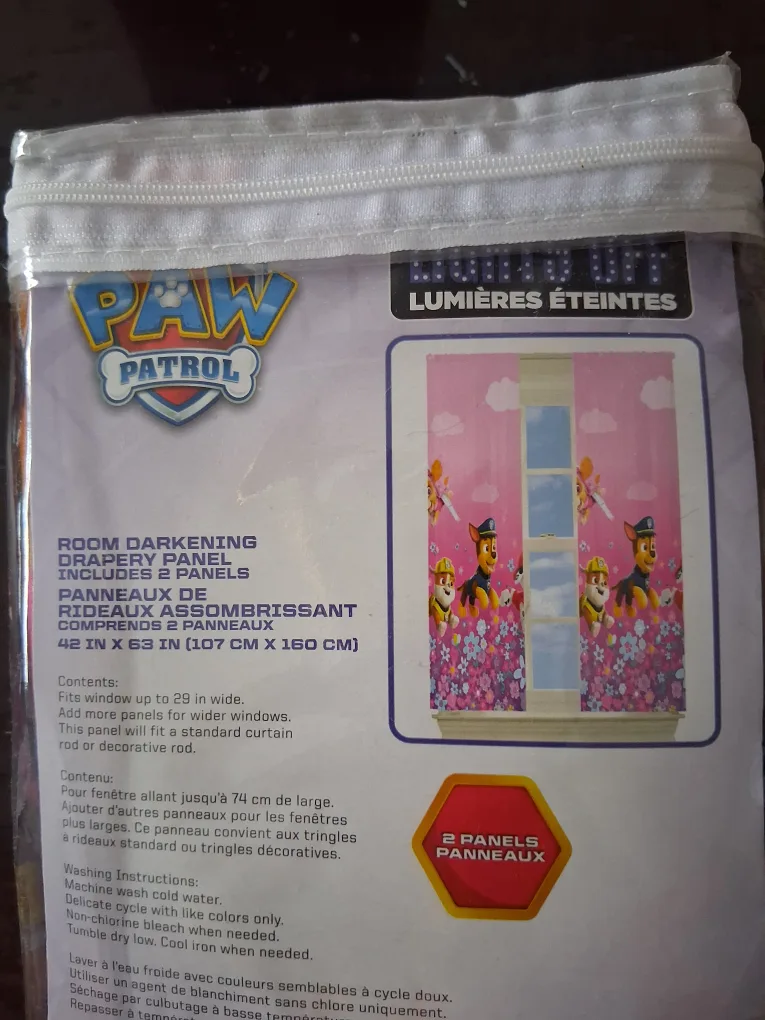 PAW
PATROL
LIGHTS OFF
LUMIÈRES ÉTEINTES
ROOM DARKENING
DRAPERY PANEL
INCLUDES 2 PANELS
PANNEAUX DE
RIDEAUX ASSOMBRISSANT
COMPRENDS 2 PANNEAUX
42 IN X 63 IN (107 CM X 160 CM)
Contents:
Fits window up to 29 in wide.
Add more panels for wider windows.
This panel will fit a standard curtain
rod or decorative rod.
Contenu:
Pour fenêtre allant jusqu'à 74 cm de large.
Ajouter d'autres panneaux pour les fenêtres
plus larges. Ce panneau convient aux tringles
à rideaux standard ou tringles décoratives.
2 PANELS
PANNEAUX
Washing Instructions:
Machine wash cold water.
Delicate cycle with like colors only.
Non-chlorine bleach when needed.
Tumble dry low. Cool iron when needed.
Laver à l'eau froide avec couleurs semblables à cycle doux.
Utiliser un agent de blanchiment sans chlore uniquement.
Séchage par culbutage à basse température
Repasser à